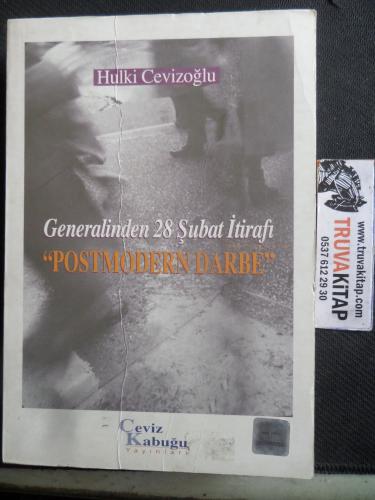 Hulki Cevizoğlu
Generalinden 28 Şubat İtirafı
"POSTMODERN DARBE"
Ceviz
Kabuğu
Yayınları
www.truvakitap.com
TRUVAKİTAP
0537 612 29 30